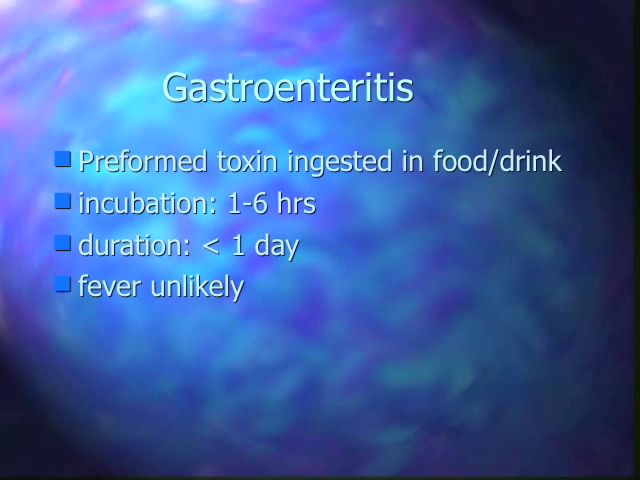 Gastroenteritis
Preformed toxin ingested in food/drink
incubation: 1-6 hrs
duration: < 1 day
fever unlikely